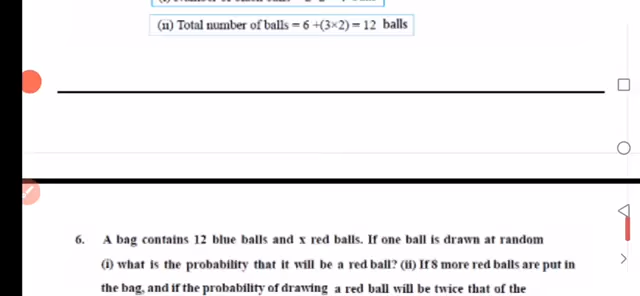 (ii) Total number of balls = 6 +(3×2) = 12 balls
6. A bag contains 12 blue balls and x red balls. If one ball is drawn at random
(i) what is the probability that it will be a red ball? (ii) If 8 more red balls are put in
the bag, and if the probability of drawing a red ball will be twice that of the